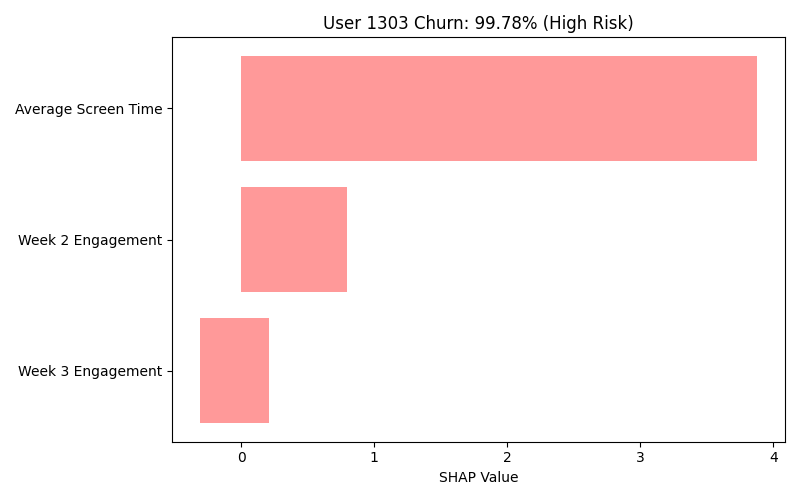 User 1303 Churn: 99.78% (High Risk)
Average Screen Time
Week 2 Engagement
Week 3 Engagement
0 1 2 3 4
SHAP Value